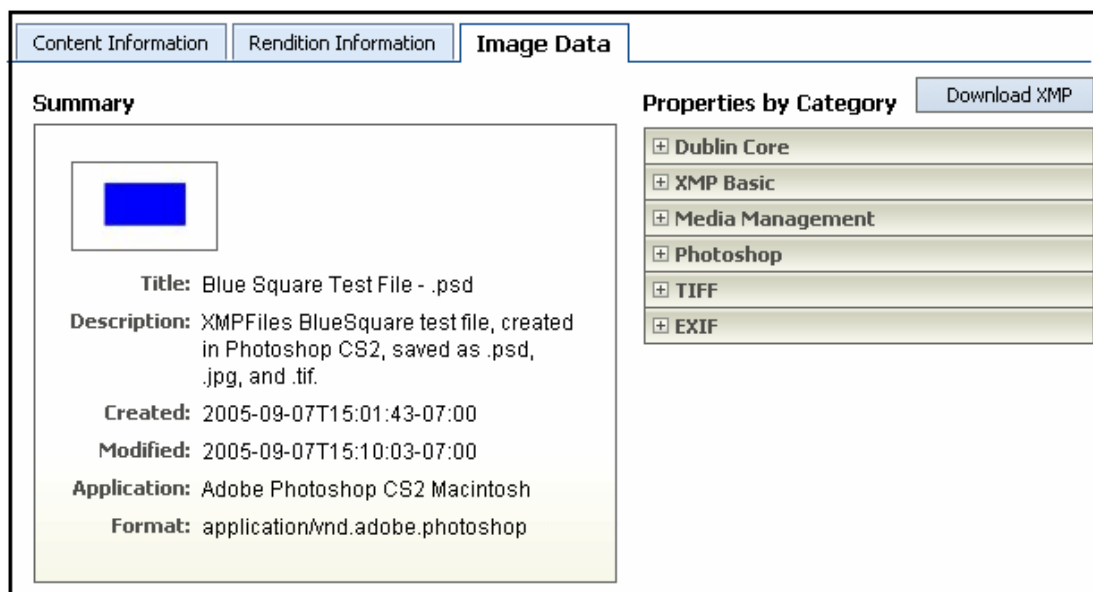 Content Information
Rendition Information
Image Data
Summary
Title: Blue Square Test File - .psd
Description: XMPFiles BlueSquare test file, created
in Photoshop CS2, saved as .psd,
.jpg, and .tif.
Created: 2005-09-07T15:01:43-07:00
Modified: 2005-09-07T15:10:03-07:00
Application: Adobe Photoshop CS2 Macintosh
Format: application/vnd.adobe.photoshop
Properties by Category
Download XMP
Dublin Core
XMP Basic
Media Management
Photoshop
TIFF
EXIF